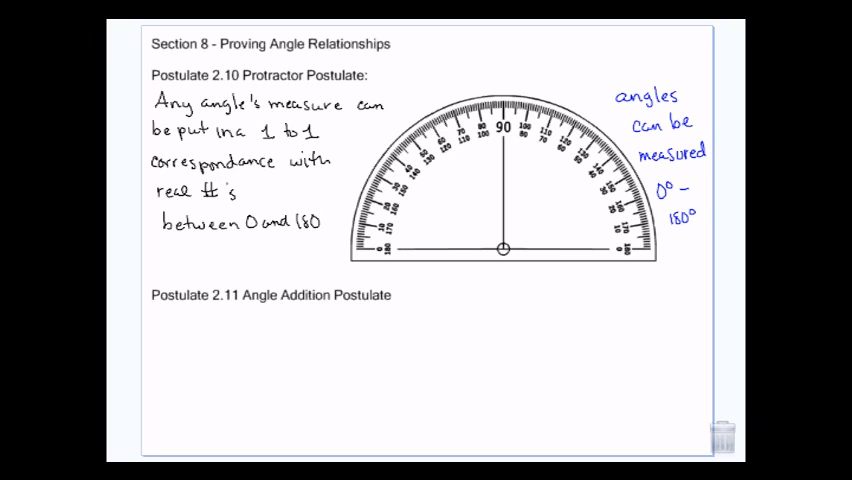 Section 8 - Proving Angle Relationships
Postulate 2.10 Protractor Postulate:
Any angle's measure can
be put in a 1 to 1
correspondance with
real #'s
between 0 and 180
angles
can be
measured
0° -
180°
90
Postulate 2.11 Angle Addition Postulate